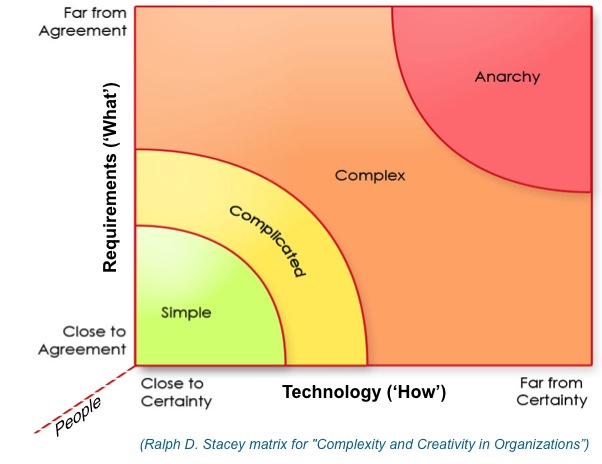 Far from
Agreement
Anarchy
Requirements ('What')
Complex
Complicated
Simple
Close to
Agreement
Close to
Certainty
Technology ('How')
Far from
Certainty
People
(Ralph D. Stacey matrix for "Complexity and Creativity in Organizations")